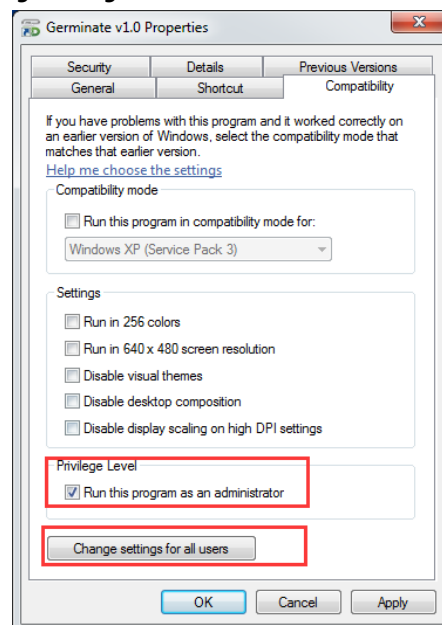 Germinate v1.0 Properties
Security Details Previous Versions
General Shortcut Compatibility
If you have problems with this program and it worked correctly on
an earlier version of Windows, select the compatibility mode that
matches that earlier version.
Help me choose the settings
Compatibility mode
Run this program in compatibility mode for:
Windows XP (Service Pack 3)
Settings
Run in 256 colors
Run in 640 x 480 screen resolution
Disable visual themes
Disable desktop composition
Disable display scaling on high DPI settings
Privilege Level
Run this program as an administrator
Change settings for all users
OK Cancel Apply